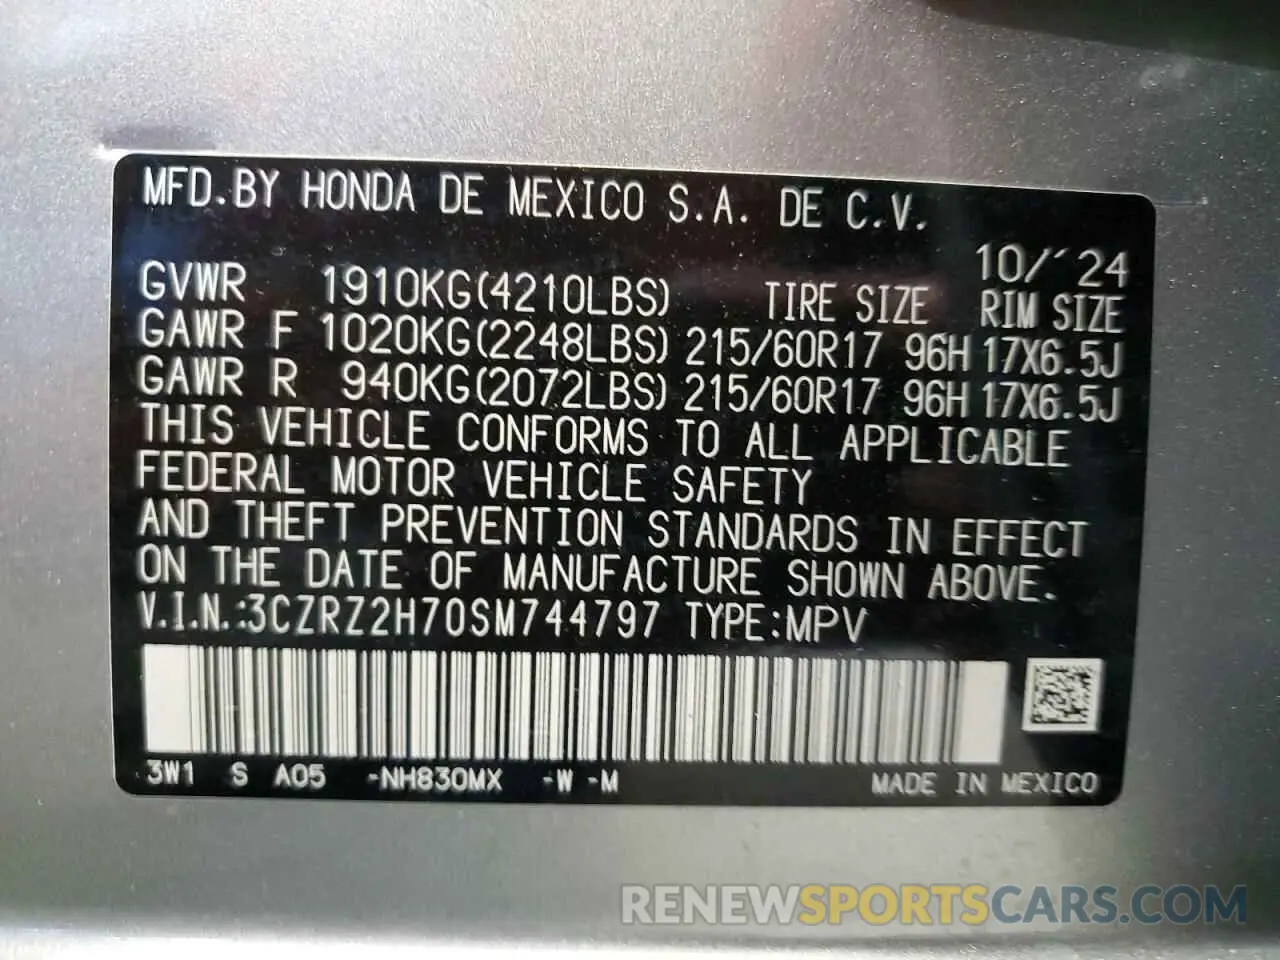 MFD.BY HONDA DE MEXICO S.A. DE C.V.
10/´24
GVWR 1910KG(4210LBS) TIRE SIZE RIM SIZE
GAWR F 1020KG(2248LBS) 215/60R17 96H 17X6.5J
GAWR R 940KG(2072LBS) 215/60R17 96H 17X6.5J
THIS VEHICLE CONFORMS TO ALL APPLICABLE
FEDERAL MOTOR VEHICLE SAFETY
AND THEFT PREVENTION STANDARDS IN EFFECT
ON THE DATE OF MANUFACTURE SHOWN ABOVE.
V.I.N.:3CZRZ2H70SM744797 TYPE:MPV
3W1 S A05 -NH830MX -W -M MADE IN MEXICO
RENEWSPORTSCARS.COM